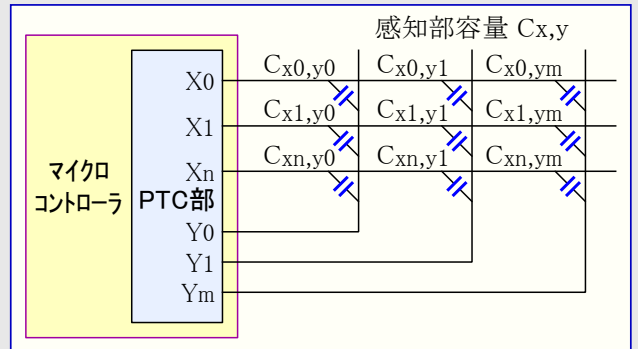 感知部容量 Cx,y
Cx0,y0 Cx0,y1 Cx0,ym
X0
Cx1,y0 Cx1,y1 Cx1,ym
X1
Cxn,y0 Cxn,y1 Cxn,ym
Xn
マイクロ
コントローラ
PTC部
Y0
Y1
Ym